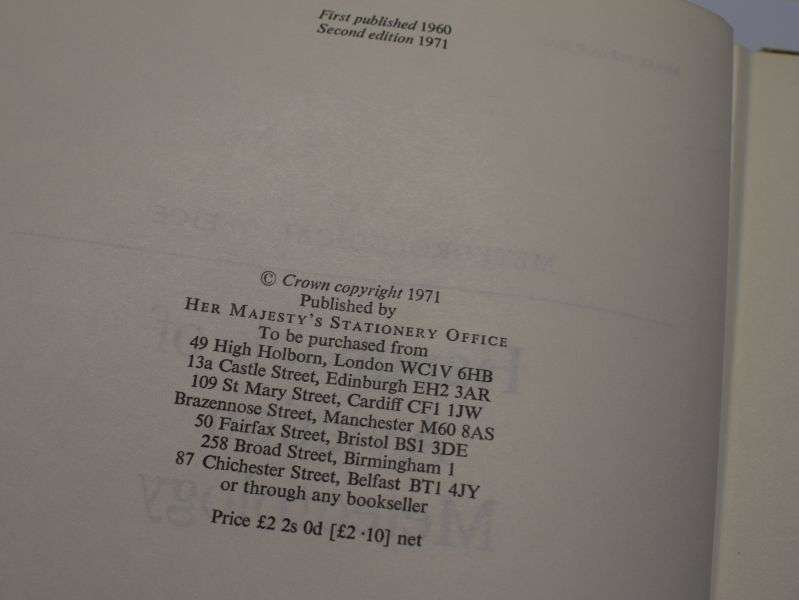 First published 1960
Second edition 1971
© Crown copyright 1971
Published by
HER MAJESTY'S STATIONERY OFFICE
To be purchased from
49 High Holborn, London WC1V 6HB
13a Castle Street, Edinburgh EH2 3AR
109 St Mary Street, Cardiff CF1 1JW
Brazennose Street, Manchester M60 8AS
50 Fairfax Street, Bristol BS1 3DE
258 Broad Street, Birmingham 1
87 Chichester Street, Belfast BT1 4JY
or through any bookseller
Price £2 2s 0d [£2·10] net